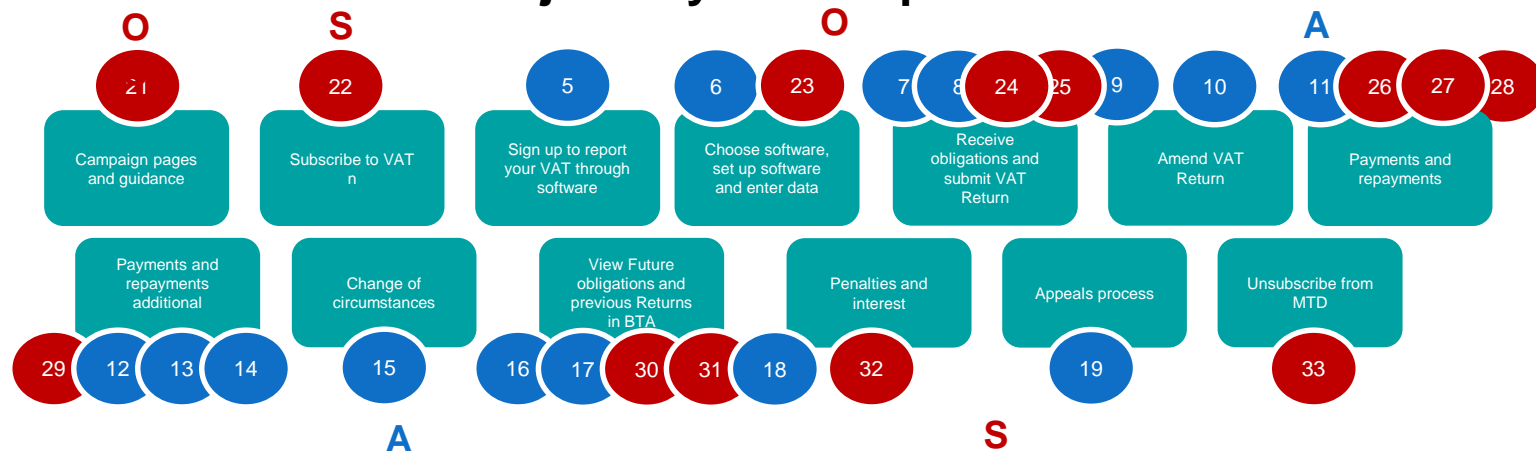 O
S
O
A
21
22
5
6
23
7
8
24
25
9
10
11
26
27
28
Campaign pages
and guidance
Subscribe to VAT
n
Sign up to report
your VAT through
software
Choose software,
set up software
and enter data
Receive
obligations and
submit VAT
Return
Amend VAT
Return
Payments and
repayments
Payments and
repayments
additional
Change of
circumstances
View Future
obligations and
previous Returns
in BTA
Penalties and
interest
Appeals process
Unsubscribe from
MTD
29
12
13
14
15
16
17
30
31
18
32
19
33
A
S